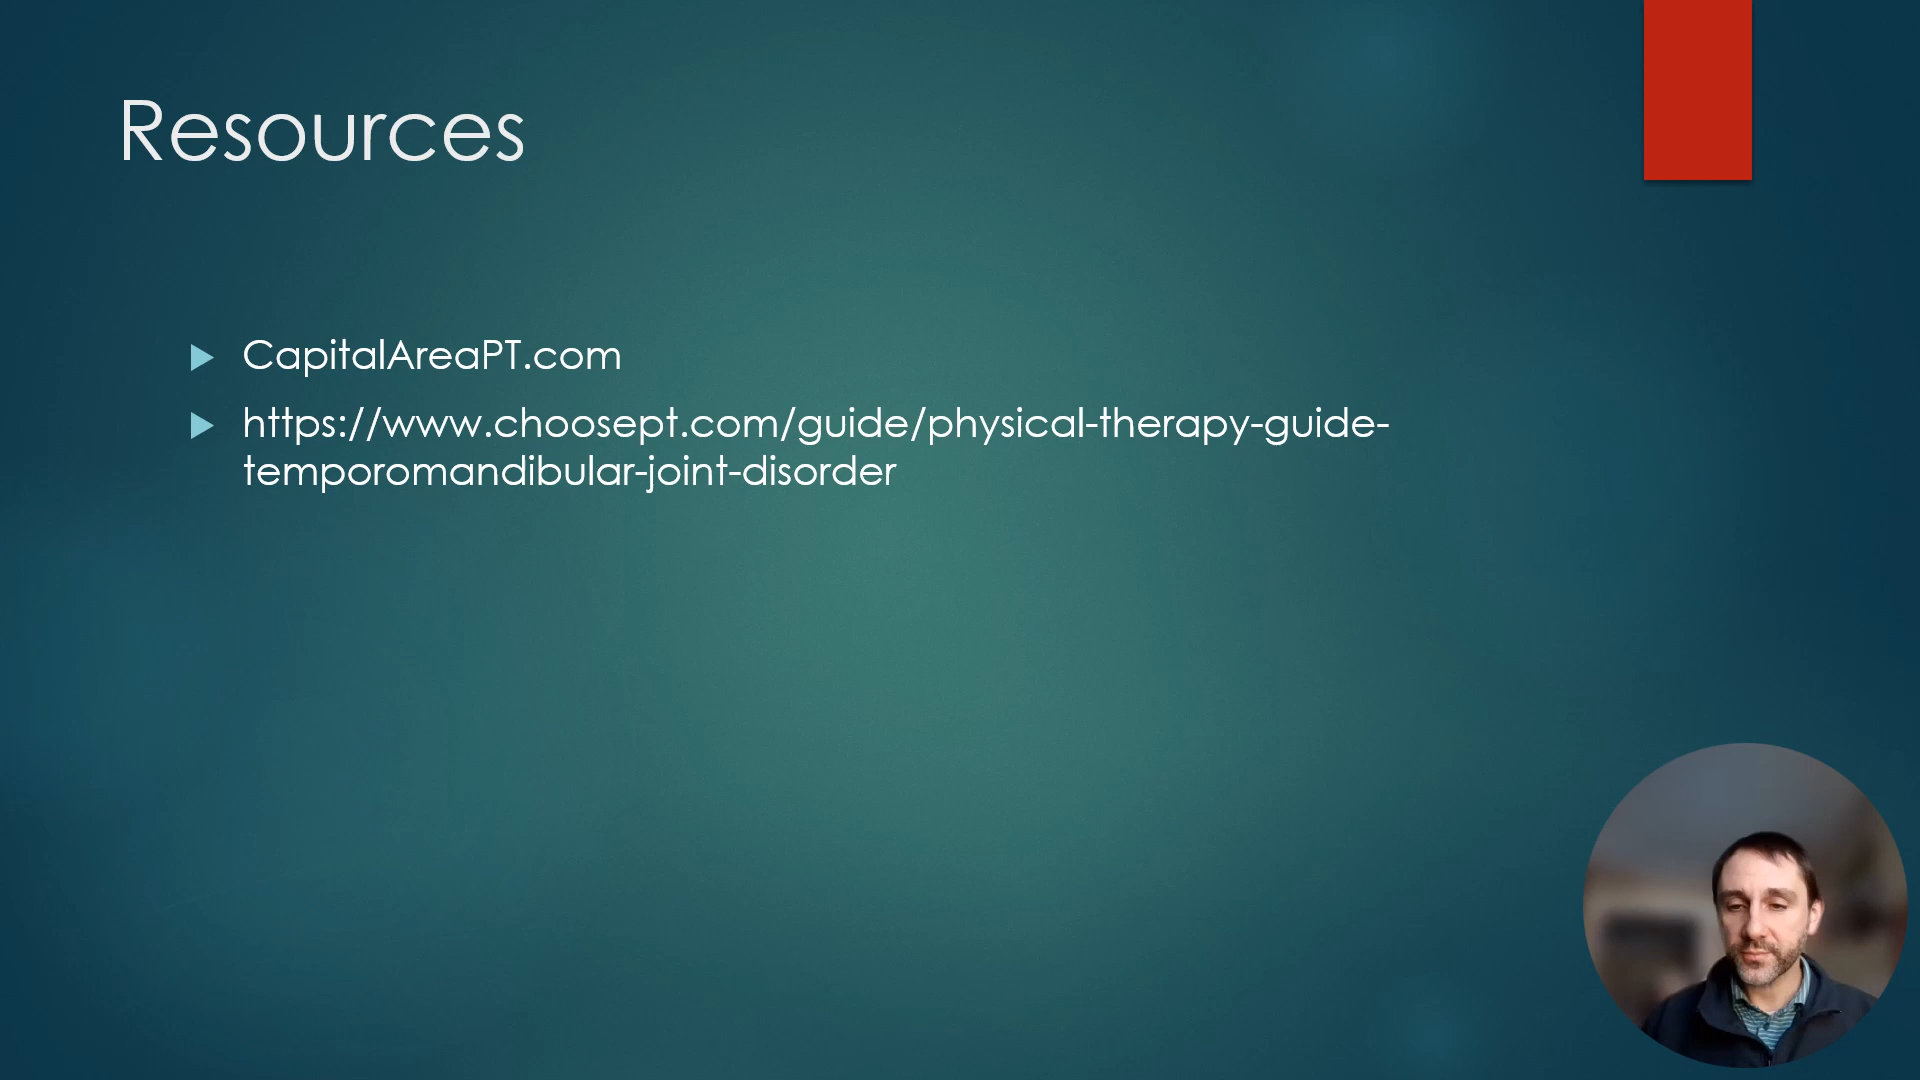 Resources
CapitalAreaPT.com
https://www.choosept.com/guide/physical-therapy-guide-
temporomandibular-joint-disorder